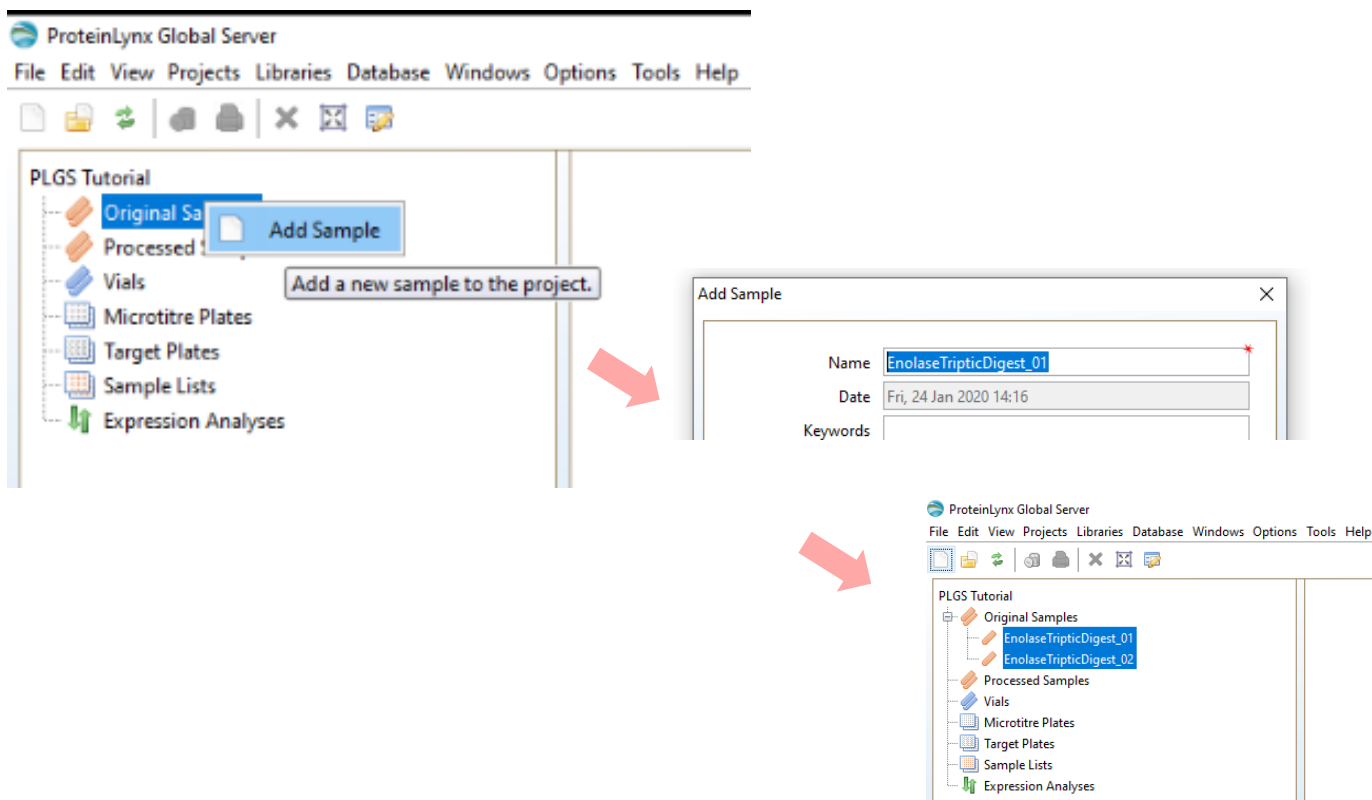 ProteinLynx Global Server
File Edit View Projects Libraries Database Windows Options Tools Help
PLGS Tutorial
Original Sa
Add Sample
Processed
Vials
Add a new sample to the project.
Microtitre Plates
Target Plates
Sample Lists
Expression Analyses
Add Sample
Name EnolaseTripticDigest_01
Date Fri, 24 Jan 2020 14:16
Keywords
ProteinLynx Global Server
File Edit View Projects Libraries Database Windows Options Tools Help
PLGS Tutorial
Original Samples
EnolaseTripticDigest_01
EnolaseTripticDigest_02
Processed Samples
Vials
Microtitre Plates
Target Plates
Sample Lists
Expression Analyses